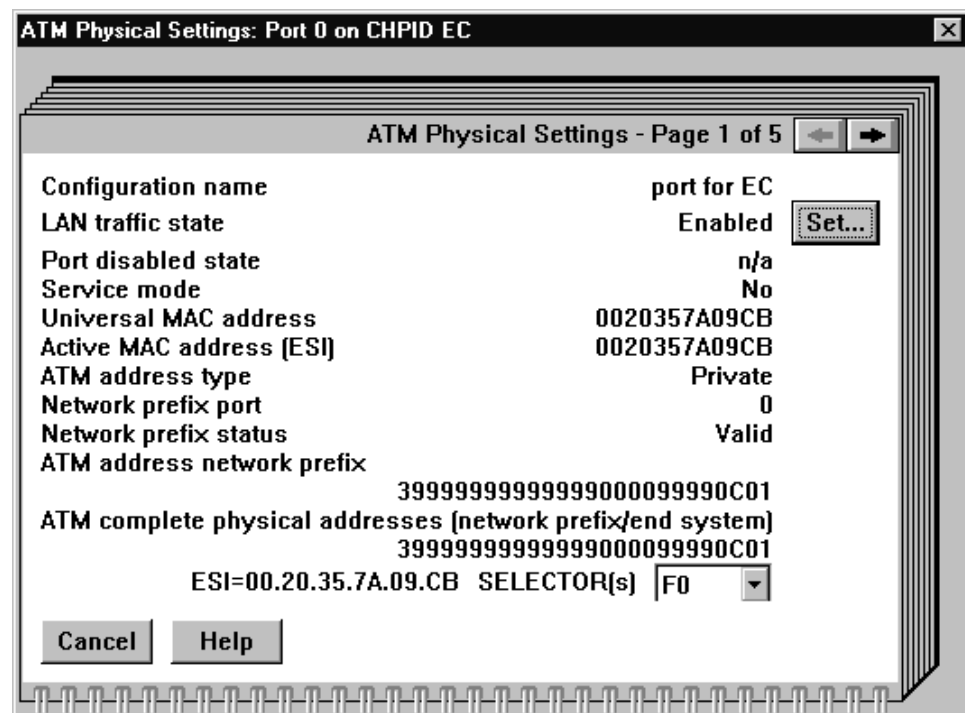 ATM Physical Settings: Port 0 on CHPID EC
ATM Physical Settings - Page 1 of 5
Configuration name port for EC
LAN traffic state Enabled Set...
Port disabled state n/a
Service mode No
Universal MAC address 0020357A09CB
Active MAC address (ESI) 0020357A09CB
ATM address type Private
Network prefix port 0
Network prefix status Valid
ATM address network prefix
39999999999999000099990C01
ATM complete physical addresses (network prefix/end system)
39999999999999000099990C01
ESI=00.20.35.7A.09.CB SELECTOR(s) F0
Cancel Help